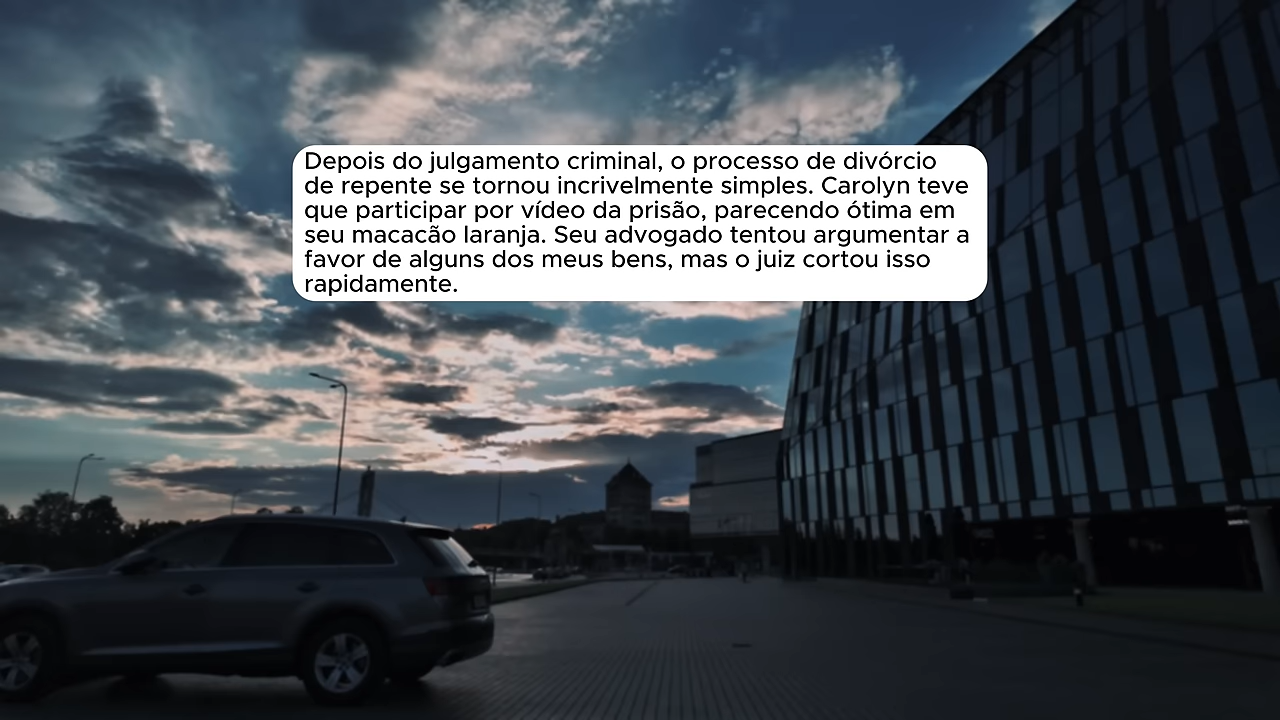 Depois do julgamento criminal, o processo de divórcio
de repente se tornou incrivelmente simples. Carolyn teve
que participar por vídeo da prisão, parecendo ótima em
seu macacão laranja. Seu advogado tentou argumentar a
favor de alguns dos meus bens, mas o juiz cortou isso
rapidamente.